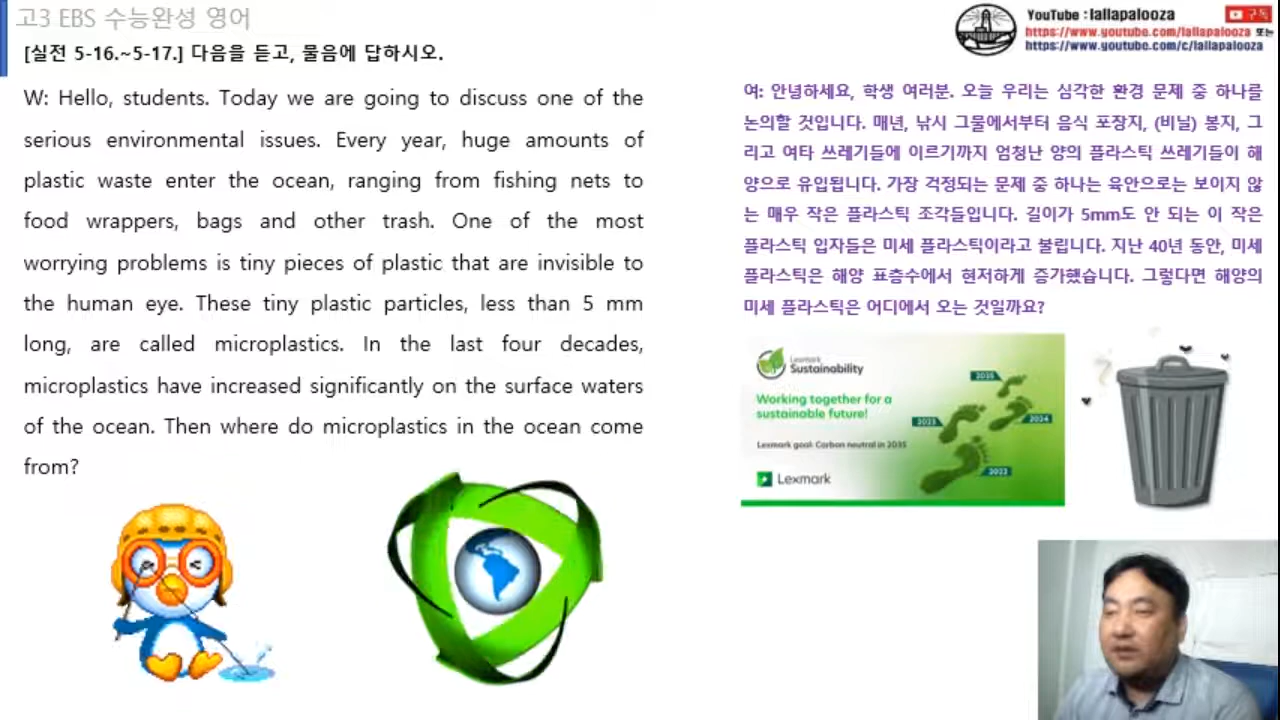 고3 EBS 수능완성 영어
[실전 5-16.~5-17.] 다음을 듣고, 물음에 답하시오.
YouTube : lallapalooza
구독
https://www.youtube.com/lallapalooza 또는
https://www.youtube.com/c/lallapalooza
W: Hello, students. Today we are going to discuss one of the
serious environmental issues. Every year, huge amounts of
plastic waste enter the ocean, ranging from fishing nets to
food wrappers, bags and other trash. One of the most
worrying problems is tiny pieces of plastic that are invisible to
the human eye. These tiny plastic particles, less than 5 mm
long, are called microplastics. In the last four decades,
microplastics have increased significantly on the surface waters
of the ocean. Then where do microplastics in the ocean come
from?
여: 안녕하세요, 학생 여러분. 오늘 우리는 심각한 환경 문제 중 하나를
논의할 것입니다. 매년, 낚시 그물에서부터 음식 포장지, (비닐) 봉지, 그
리고 여타 쓰레기들에 이르기까지 엄청난 양의 플라스틱 쓰레기들이 해
양으로 유입됩니다. 가장 걱정되는 문제 중 하나는 육안으로는 보이지 않
는 매우 작은 플라스틱 조각들입니다. 길이가 5mm도 안 되는 이 작은
플라스틱 입자들은 미세 플라스틱이라고 불립니다. 지난 40년 동안, 미세
플라스틱은 해양 표층수에서 현저하게 증가했습니다. 그렇다면 해양의
미세 플라스틱은 어디에서 오는 것일까요?
Lexmark
Sustainability
Working together for a
sustainable future!
Lexmark goal: Carbon neutral in 2035
Lexmark
2035
2024
2023
2022